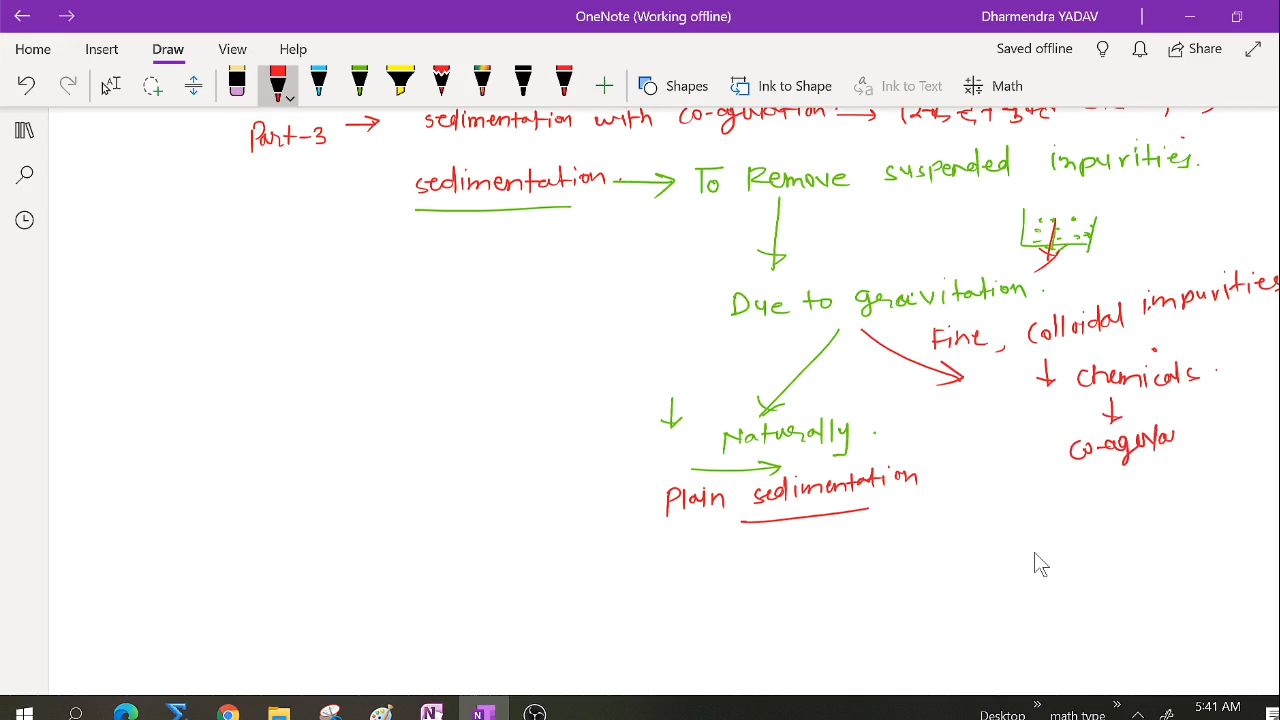 OneNote (Working offline)
Dharmendra YADAV
Home Insert Draw View Help
Saved offline
Share
Shapes
Ink to Shape
Ink to Text
Math
Part-3 → sedimentation with co-agulation →
sedimentation. → To Remove suspended impurities.
Due to gravitation.
Fine, colloidal impurities
↓ chemicals.
↓
Naturally.
co-agula
Plain sedimentation
5:41 AM
Desktop » math type »